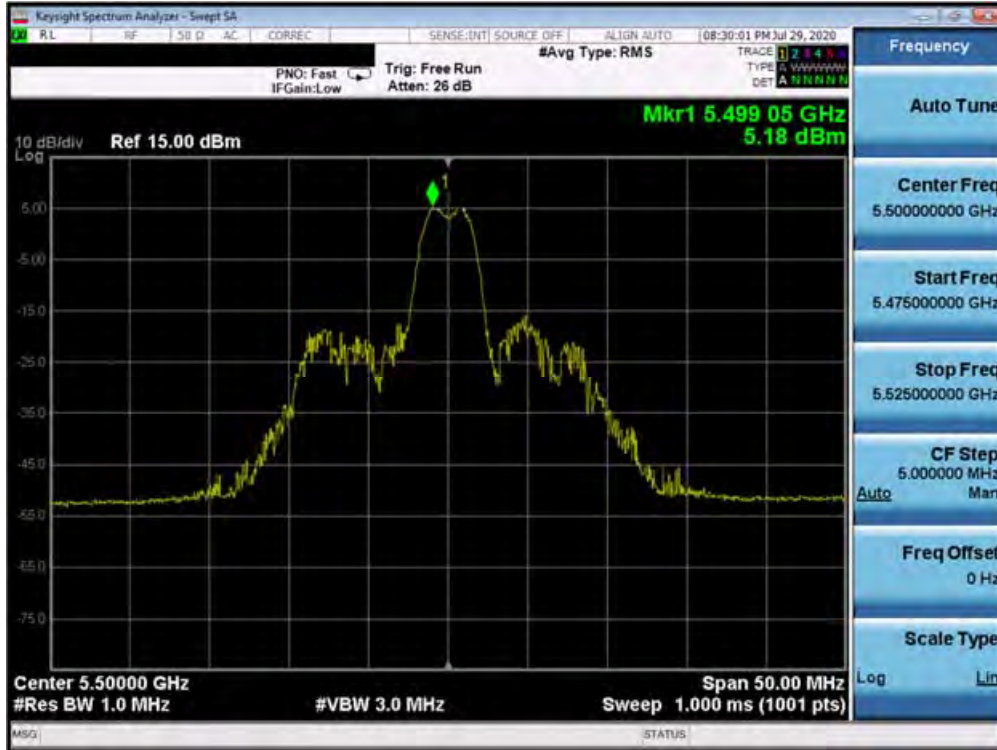 Keysight Spectrum Analyzer - Swept SA
RL RF 50 Ω AC CORREC SENSE:INT SOURCE OFF ALIGN AUTO 08:30:01 PM Jul 29, 2020
#Avg Type: RMS
TRACE 1 2 3 4 5 6
PNO: Fast Trig: Free Run
TYPE A WWWWW
IFGain:Low Atten: 26 dB
DET A N N N N N
Mkr1 5.499 05 GHz
5.18 dBm
10 dB/div Ref 15.00 dBm
Log
1
5.00
-5.00
-15.0
-25.0
-35.0
-45.0
-55.0
-65.0
-75.0
Center 5.50000 GHz Span 50.00 MHz
#Res BW 1.0 MHz #VBW 3.0 MHz Sweep 1.000 ms (1001 pts)
MSG STATUS
Frequency
Auto Tune
Center Freq
5.500000000 GHz
Start Freq
5.475000000 GHz
Stop Freq
5.525000000 GHz
CF Step
5.000000 MHz
Auto Man
Freq Offset
0 Hz
Scale Type
Log Lin